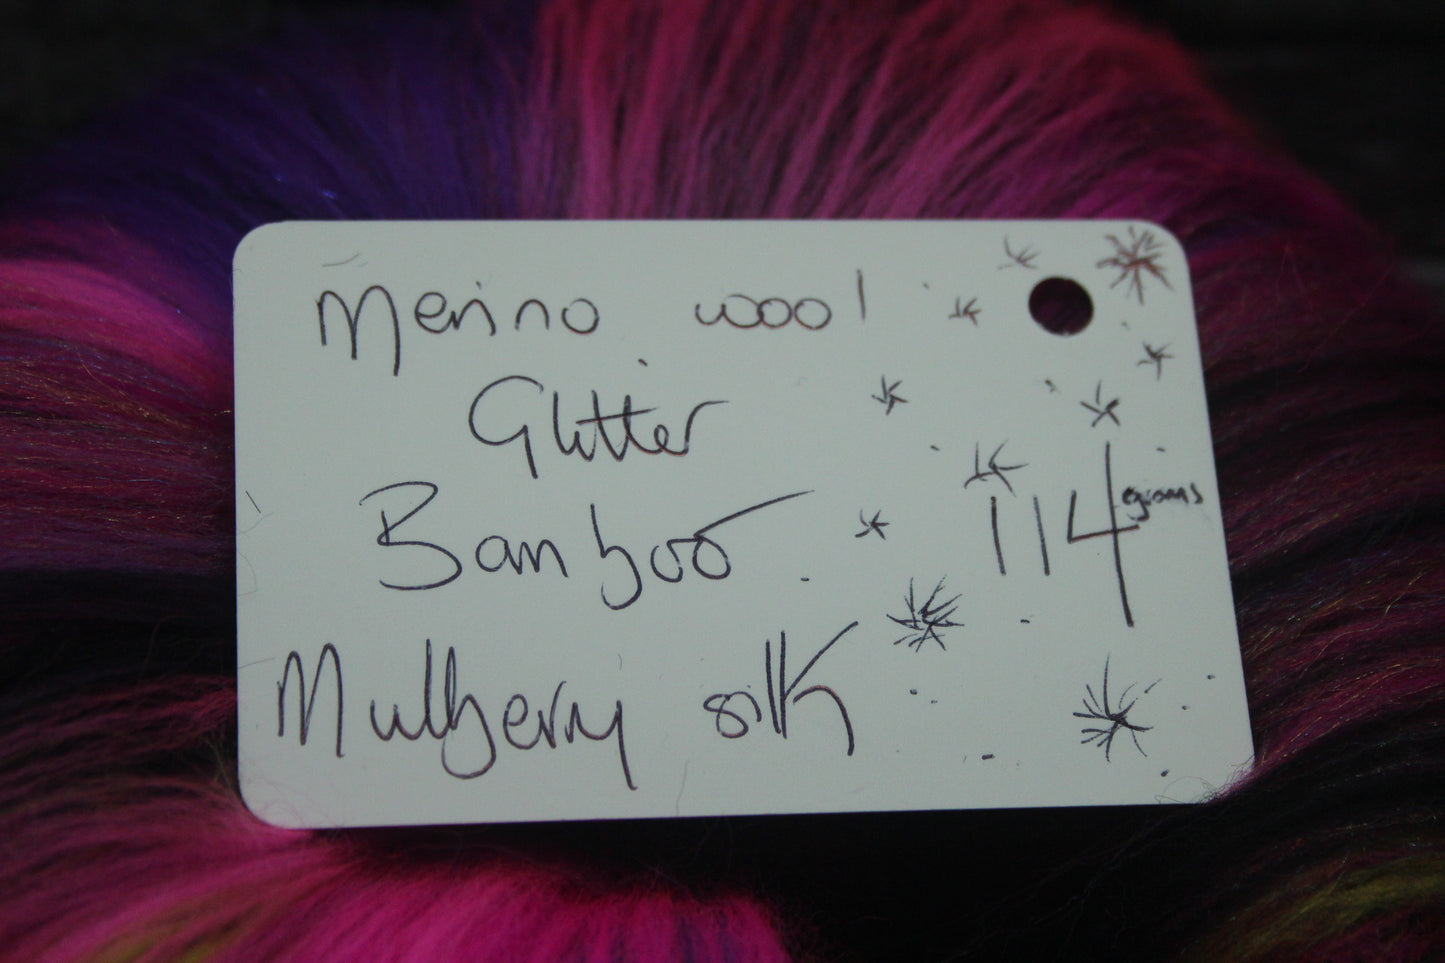 Merino wool
Glitter
Bamboo
114 grams
Mulberry silk